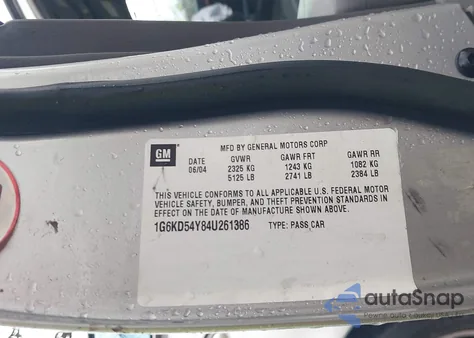 GM
MFD BY GENERAL MOTORS CORP
DATE GVWR GAWR FRT GAWR RR
06/04 2325 KG 1243 KG 1082 KG
5125 LB 2741 LB 2384 LB
THIS VEHICLE CONFORMS TO ALL APPLICABLE U.S. FEDERAL MOTOR
VEHICLE SAFETY, BUMPER, AND THEFT PREVENTION STANDARDS IN
EFFECT ON THE DATE OF MANUFACTURE SHOWN ABOVE.
1G6KD54Y84U261386 TYPE: PASS CAR
autoSnap